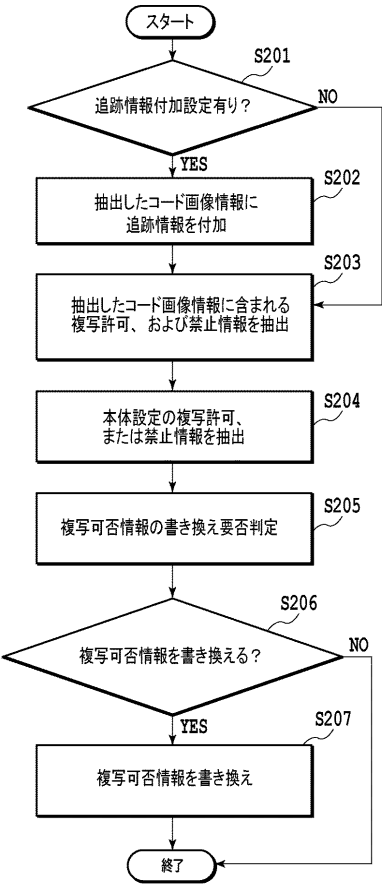 スタート
S201
追跡情報付加設定有り？
NO
YES
S202
抽出したコード画像情報に
追跡情報を付加
S203
抽出したコード画像情報に含まれる
複写許可、および禁止情報を抽出
S204
本体設定の複写許可、
または禁止情報を抽出
S205
複写可否情報の書き換え要否判定
S206
複写可否情報を書き換える？
NO
YES
S207
複写可否情報を書き換え
終了